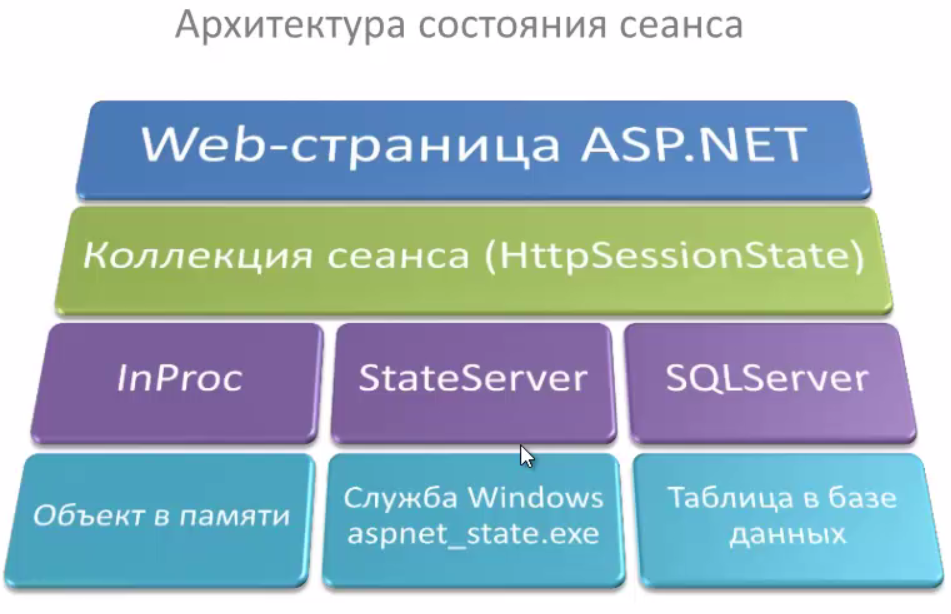 Архитектура состояния сеанса
Web-страница ASP.NET
Коллекция сеанса (HttpSessionState)
InProc
StateServer
SQLServer
Объект в памяти
Служба Windows
aspnet_state.exe
Таблица в базе
данных